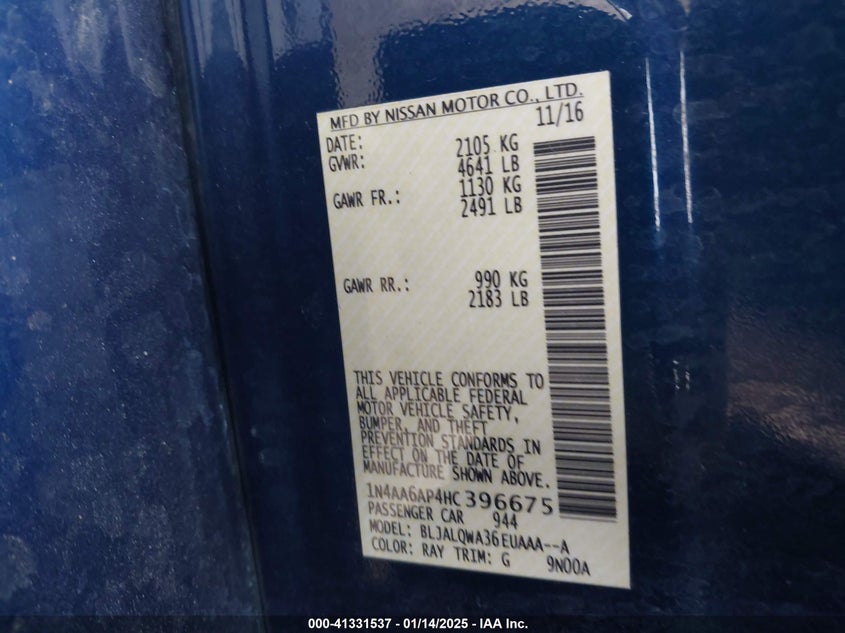 MFD BY NISSAN MOTOR CO., LTD.
DATE: 11/16
GVWR: 2105 KG
4641 LB
GAWR FR.: 1130 KG
2491 LB
GAWR RR.: 990 KG
2183 LB
THIS VEHICLE CONFORMS TO
ALL APPLICABLE FEDERAL
MOTOR VEHICLE SAFETY,
BUMPER, AND THEFT
PREVENTION STANDARDS IN
EFFECT ON THE DATE OF
MANUFACTURE SHOWN ABOVE.
1N4AA6AP4HC396675
PASSENGER CAR 944
MODEL: BLJALQWA36EUAAA--A
COLOR: RAY TRIM: G 9N00A
000-41331537 - 01/14/2025 - IAA Inc.